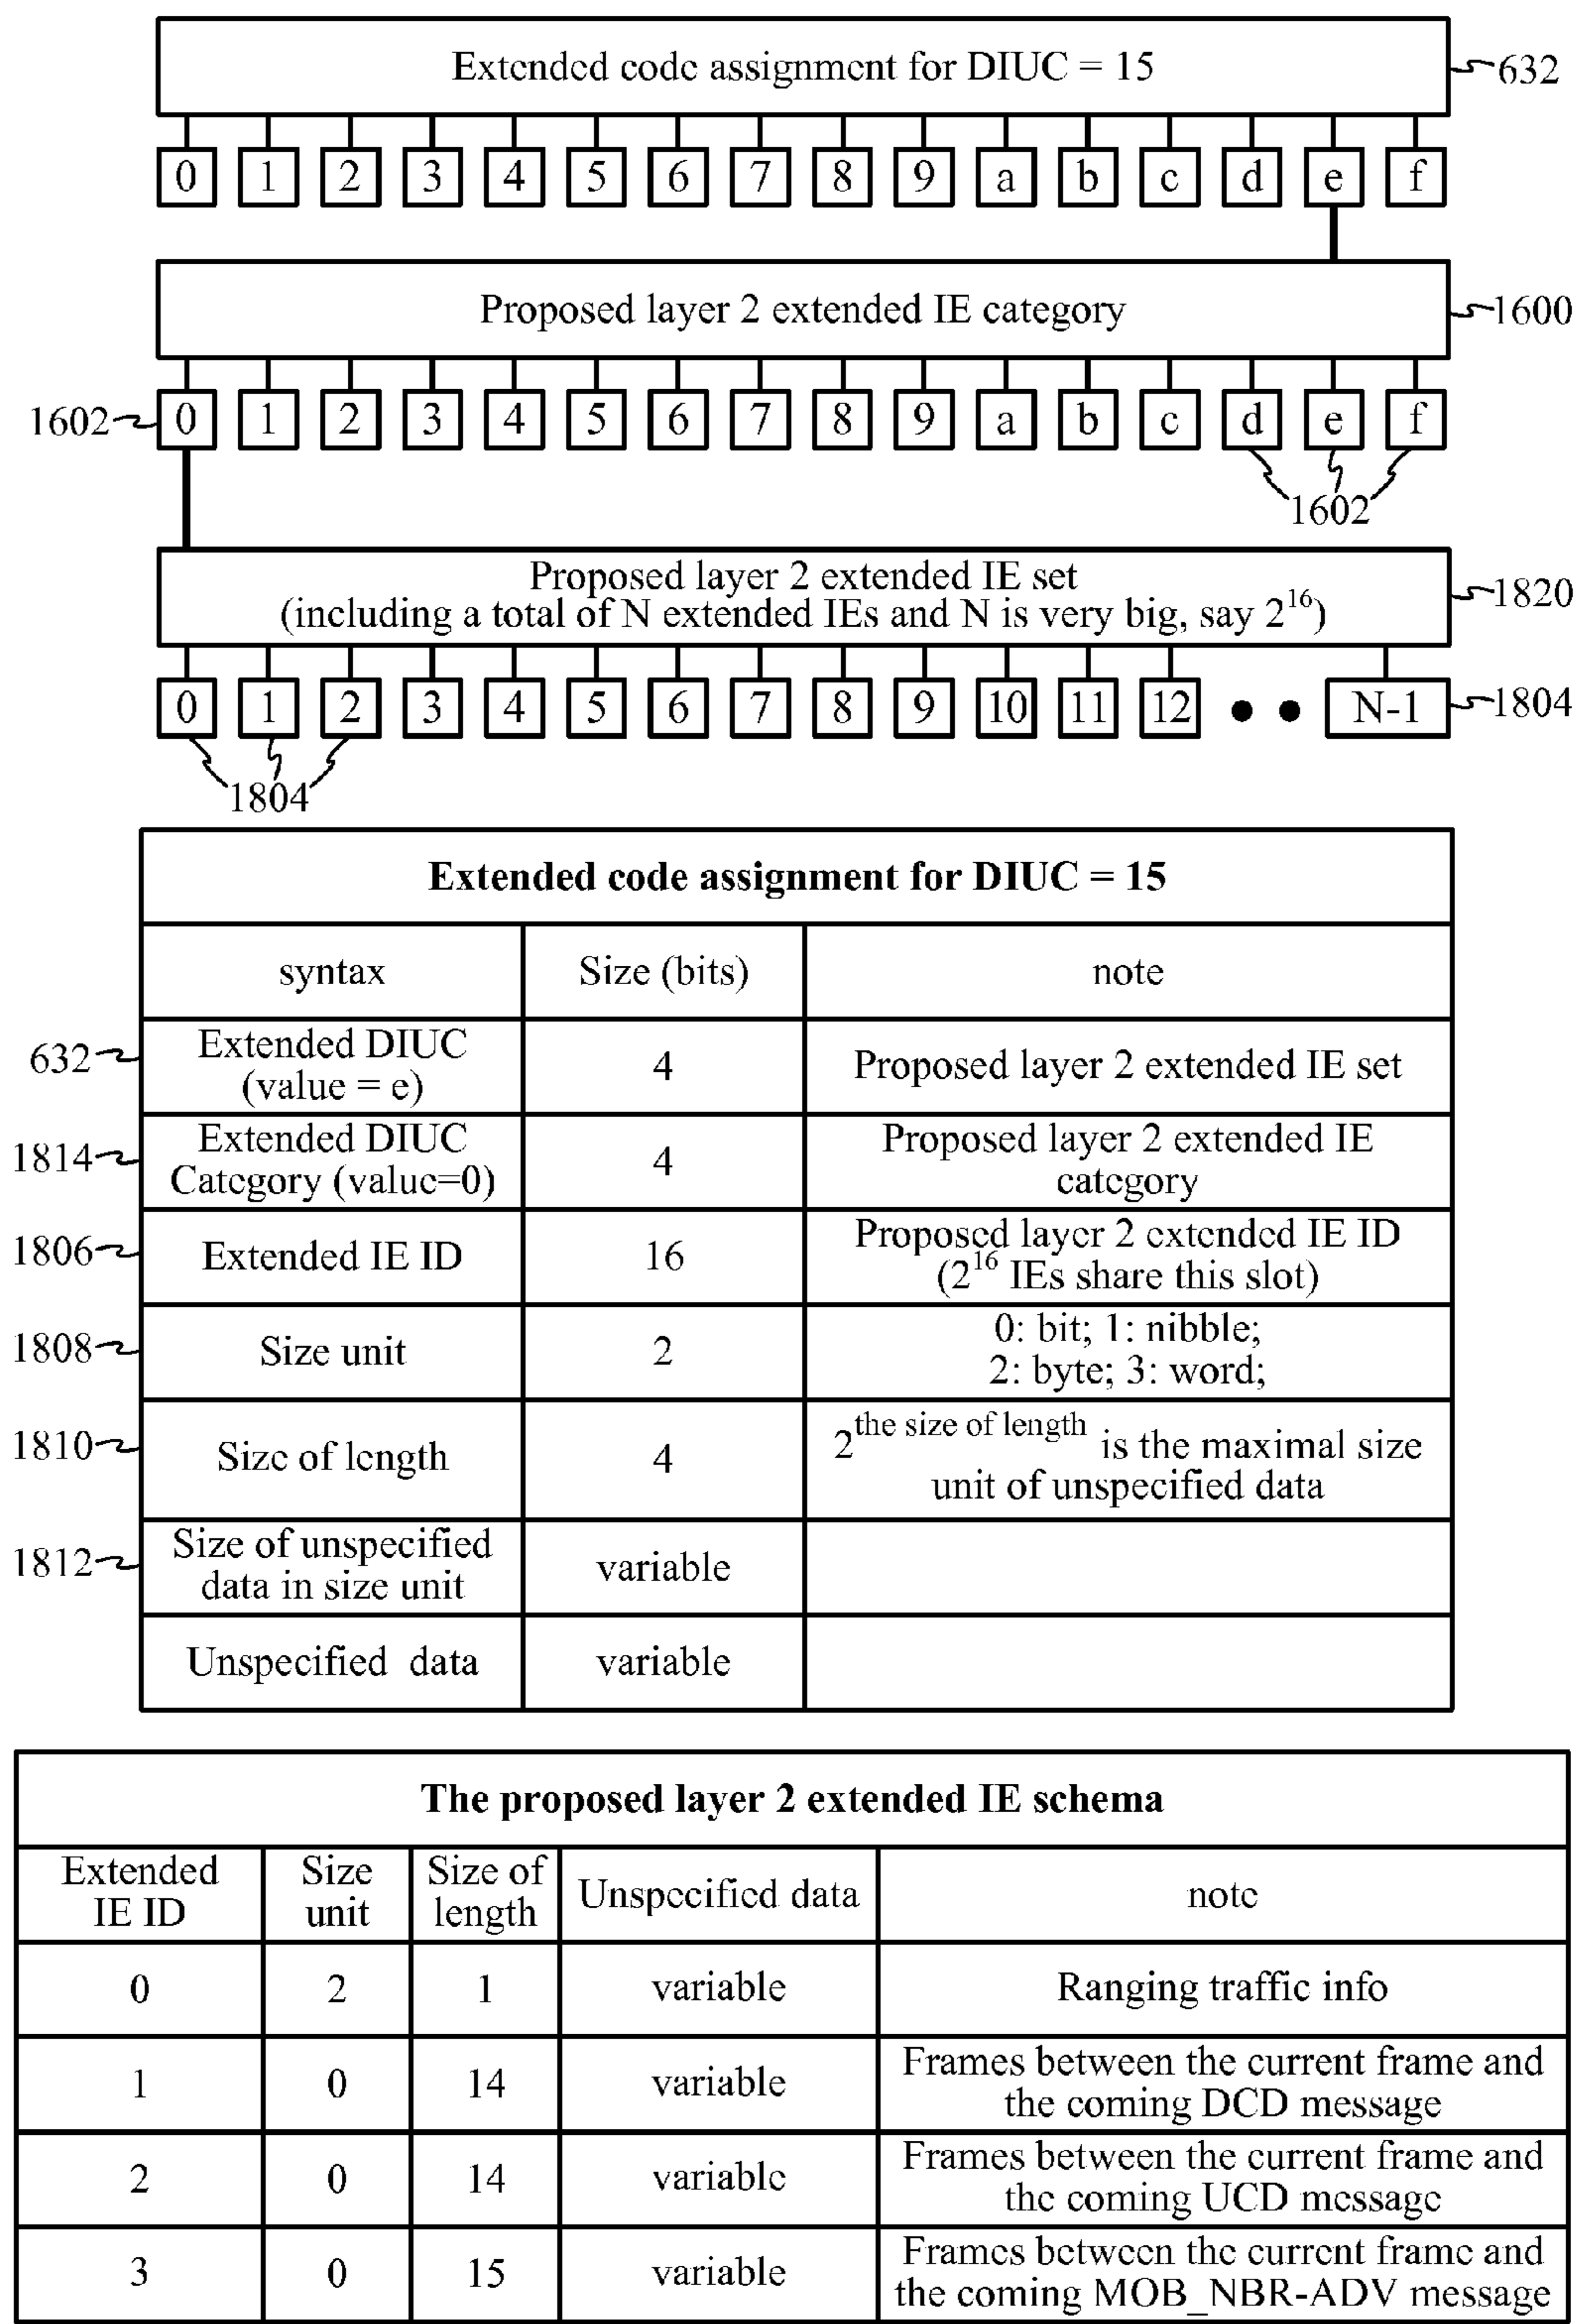 Extended code assignment for DIUC = 15
632
0 1 2 3 4 5 6 7 8 9 a b c d e f
Proposed layer 2 extended IE category
1600
1602
0 1 2 3 4 5 6 7 8 9 a b c d e f
1602
Proposed layer 2 extended IE set
(including a total of N extended IEs and N is very big, say 2^16)
1820
0 1 2 3 4 5 6 7 8 9 10 11 12 ● ● N-1
1804
1804
Extended code assignment for DIUC = 15
syntax Size (bits) note
632
Extended DIUC
(value = e)
4
Proposed layer 2 extended IE set
1814
Extended DIUC
Category (value=0)
4
Proposed layer 2 extended IE
category
1806
Extended IE ID
16
Proposed layer 2 extended IE ID
(2^16 IEs share this slot)
1808
Size unit
2
0: bit; 1: nibble;
2: byte; 3: word;
1810
Size of length
4
2^the size of length is the maximal size
unit of unspecified data
1812
Size of unspecified
data in size unit
variable
Unspecified data
variable
The proposed layer 2 extended IE schema
Extended
IE ID
Size
unit
Size of
length
Unspecified data
note
0 2 1 variable Ranging traffic info
1 0 14 variable
Frames between the current frame and
the coming DCD message
2 0 14 variable
Frames between the current frame and
the coming UCD message
3 0 15 variable
Frames between the current frame and
the coming MOB_NBR-ADV message